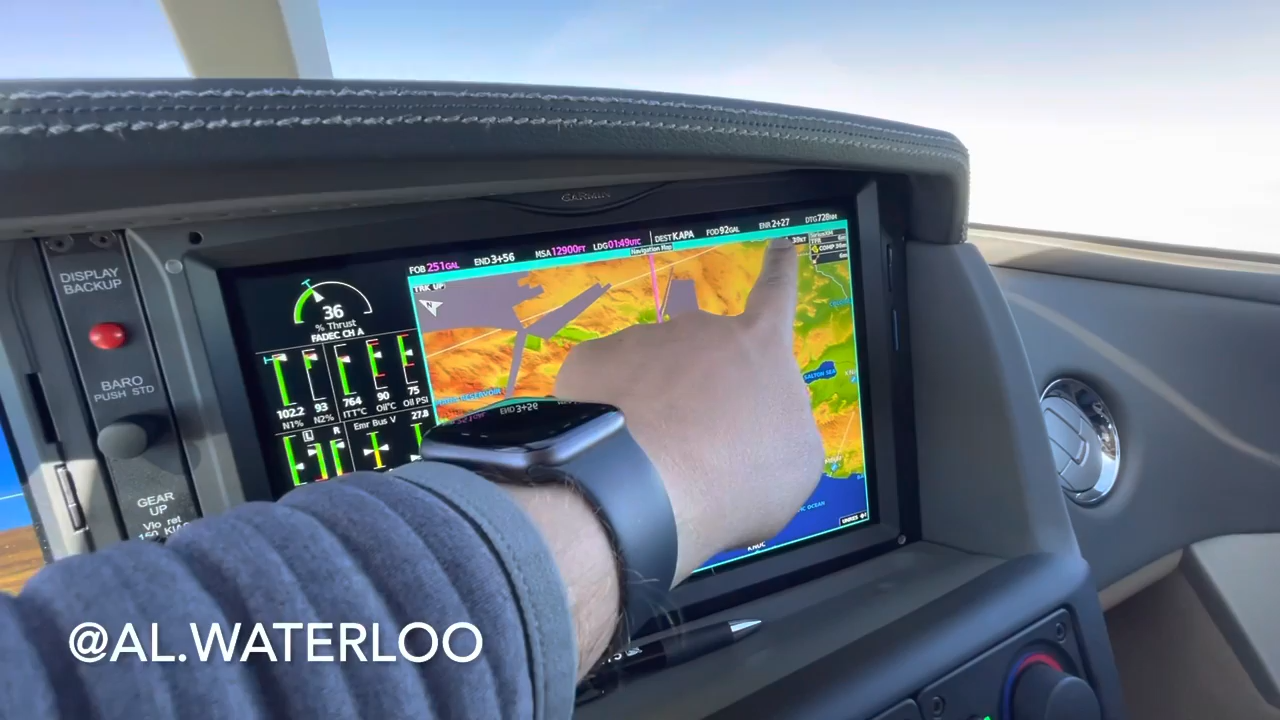 GARMIN
FOB 251GAL END 3+56 MSA 12900FT LDG 01:49UTC DEST KAPA FOD 92GAL ENR 2+27 DTG 728NM
Navigation Map
TRK UP
N
DISPLAY
BACKUP
BARO
PUSH STD
GEAR
UP
36
% Thrust
FADEC CH A
102.2 93 764 90 75
N1% N2% ITT°C Oil°C Oil PSI
L R Emr Bus V 27.8
SALTON SEA
END 3+56
OCEAN
KNUC
@AL.WATERLOO